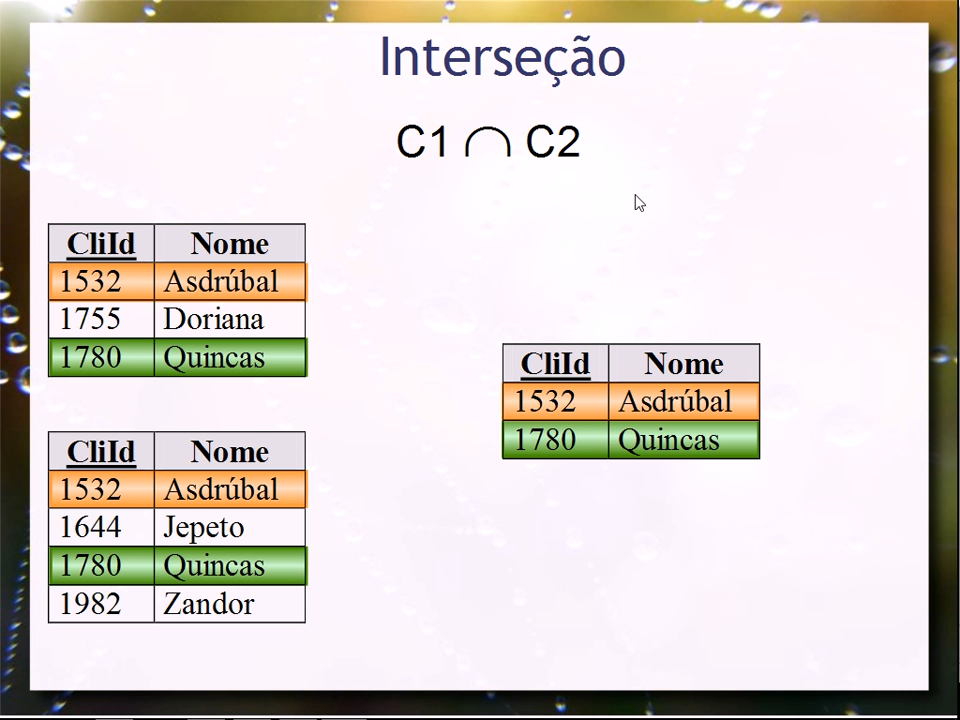 Interseção
C1 ∩ C2
CliId Nome
1532 Asdrúbal
1755 Doriana
1780 Quincas
CliId Nome
1532 Asdrúbal
1644 Jepeto
1780 Quincas
1982 Zandor
CliId Nome
1532 Asdrúbal
1780 Quincas